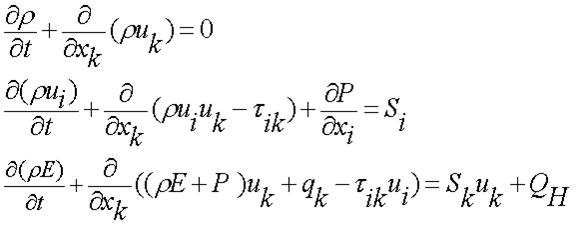 ∂ρ/∂t + ∂/∂x_k (ρu_k) = 0
∂(ρu_i)/∂t + ∂/∂x_k (ρu_i u_k − τ_ik) + ∂P/∂x_i = S_i
∂(ρE)/∂t + ∂/∂x_k ((ρE + P )u_k + q_k − τ_ik u_i) = S_k u_k + Q_H